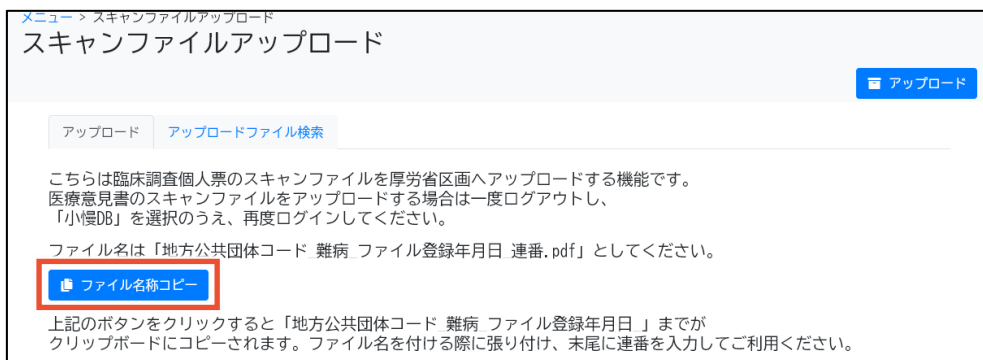 メニュー > スキャンファイルアップロード
スキャンファイルアップロード
アップロード
アップロード
アップロードファイル検索
こちらは臨床調査個人票のスキャンファイルを厚労省区画へアップロードする機能です。
医療意見書のスキャンファイルをアップロードする場合は一度ログアウトし、
「小慢DB」を選択のうえ、再度ログインしてください。
ファイル名は「地方公共団体コード_難病_ファイル登録年月日_連番.pdf」としてください。
ファイル名称コピー
上記のボタンをクリックすると「地方公共団体コード_難病_ファイル登録年月日_」までが
クリップボードにコピーされます。ファイル名を付ける際に張り付け、末尾に連番を入力してご利用ください。